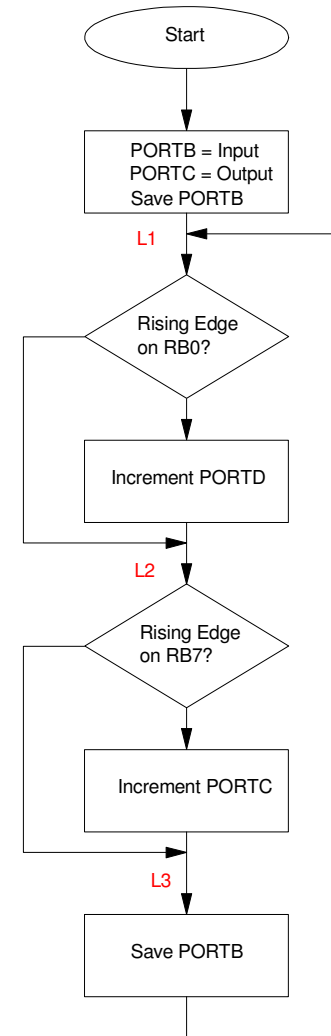 Start
PORTB = Input
PORTC = Output
Save PORTB
L1
Rising Edge
on RB0?
Increment PORTD
L2
Rising Edge
on RB7?
Increment PORTC
L3
Save PORTB